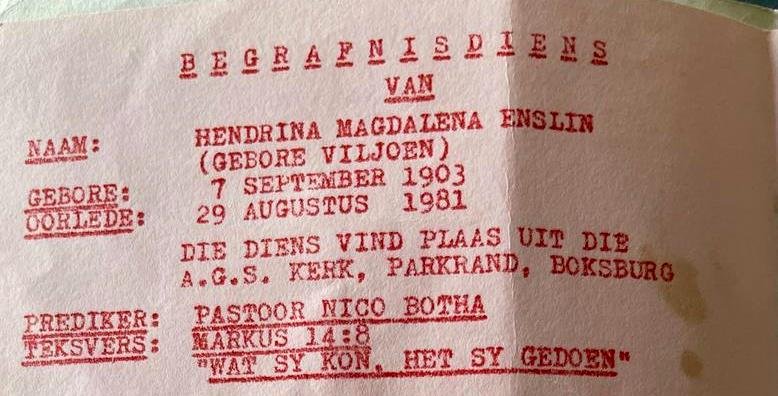 BEGRAFNISDIENS
VAN
NAAM: HENDRINA MAGDALENA ENSLIN
(GEBORE VILJOEN)
GEBORE: 7 SEPTEMBER 1903
OORLEDE: 29 AUGUSTUS 1981
DIE DIENS VIND PLAAS UIT DIE
A.G.S. KERK, PARKRAND, BOKSBURG
PREDIKER: PASTOOR NICO BOTHA
TEKSVERS: MARKUS 14:8
"WAT SY KON, HET SY GEDOEN"